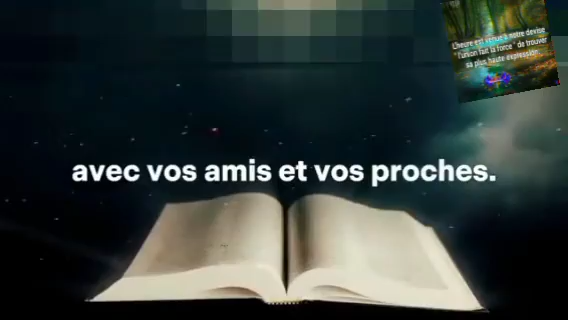 L'heure est venue à notre devise
"l'union fait la force" de trouver
sa plus haute expression...
avec vos amis et vos proches.